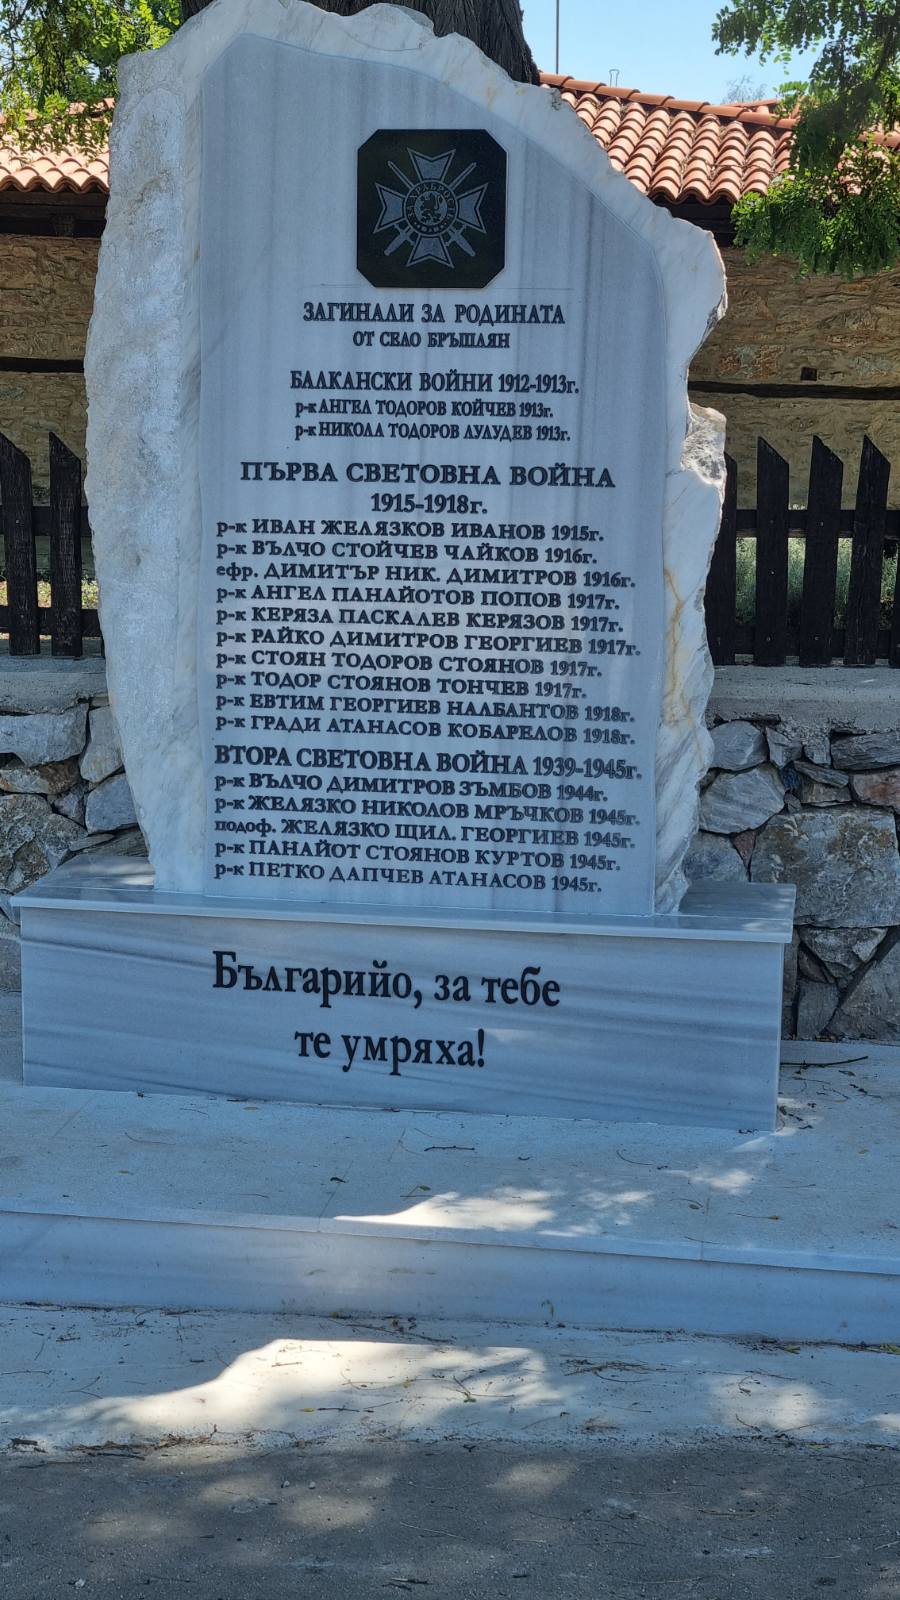 ЗА ХРАБРОСТ
ЗАГИНАЛИ ЗА РОДИНАТА
ОТ СЕЛО БРЪШЛЯН
БАЛКАНСКИ ВОЙНИ 1912-1913г.
р-к АНГЕЛ ТОДОРОВ КОЙЧЕВ 1913г.
р-к НИКОЛА ТОДОРОВ ЛУЛУДЕВ 1913г.
ПЪРВА СВЕТОВНА ВОЙНА
1915-1918г.
р-к ИВАН ЖЕЛЯЗКОВ ИВАНОВ 1915г.
р-к ВЪЛЧО СТОЙЧЕВ ЧАЙКОВ 1916г.
ефр. ДИМИТЪР НИК. ДИМИТРОВ 1916г.
р-к АНГЕЛ ПАНАЙОТОВ ПОПОВ 1917г.
р-к КЕРЯЗА ПАСКАЛЕВ КЕРЯЗОВ 1917г.
р-к РАЙКО ДИМИТРОВ ГЕОРГИЕВ 1917г.
р-к СТОЯН ТОДОРОВ СТОЯНОВ 1917г.
р-к ТОДОР СТОЯНОВ ТОНЧЕВ 1917г.
р-к ЕВТИМ ГЕОРГИЕВ НАЛБАНТОВ 1918г.
р-к ГРАДИ АТАНАСОВ КОБАРЕЛОВ 1918г.
ВТОРА СВЕТОВНА ВОЙНА 1939-1945г.
р-к ВЪЛЧО ДИМИТРОВ ЗЪМБОВ 1944г.
р-к ЖЕЛЯЗКО НИКОЛОВ МРЪЧКОВ 1945г.
подоф. ЖЕЛЯЗКО ЩИЛ. ГЕОРГИЕВ 1945г.
р-к ПАНАЙОТ СТОЯНОВ КУРТОВ 1945г.
р-к ПЕТКО ДАПЧЕВ АТАНАСОВ 1945г.
Българийо, за тебе
те умряха!